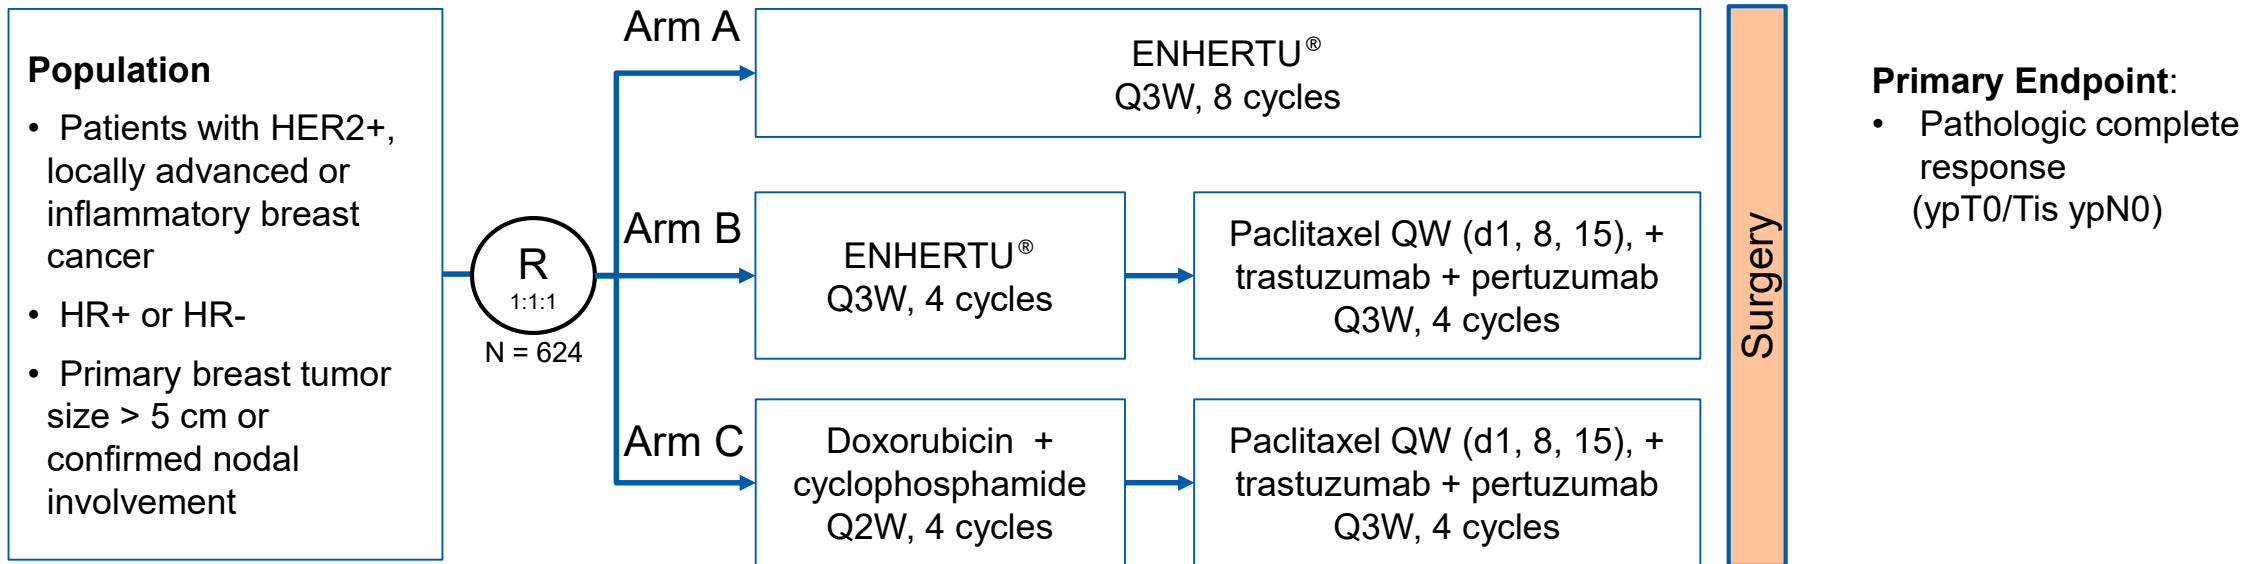 Population
• Patients with HER2+,
locally advanced or
inflammatory breast
cancer
• HR+ or HR-
• Primary breast tumor
size > 5 cm or
confirmed nodal
involvement
R
1:1:1
N = 624
Arm A
ENHERTU®
Q3W, 8 cycles
Arm B
ENHERTU®
Q3W, 4 cycles
Paclitaxel QW (d1, 8, 15), +
trastuzumab + pertuzumab
Q3W, 4 cycles
Arm C
Doxorubicin +
cyclophosphamide
Q2W, 4 cycles
Paclitaxel QW (d1, 8, 15), +
trastuzumab + pertuzumab
Q3W, 4 cycles
Surgery
Primary Endpoint:
• Pathologic complete
response
(ypT0/Tis ypN0)